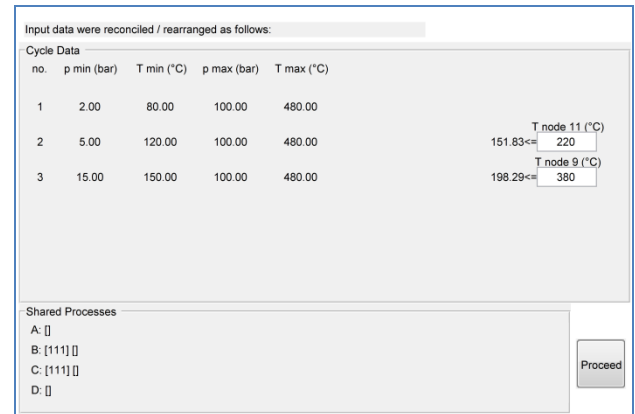 Input data were reconciled / rearranged as follows:
Cycle Data
no. p min (bar) T min (°C) p max (bar) T max (°C)
1 2.00 80.00 100.00 480.00
T node 11 (°C)
2 5.00 120.00 100.00 480.00 151.83<= 220
T node 9 (°C)
3 15.00 150.00 100.00 480.00 198.29<= 380
Shared Processes
A: []
B: [111] []
C: [111] []
D: []
Proceed